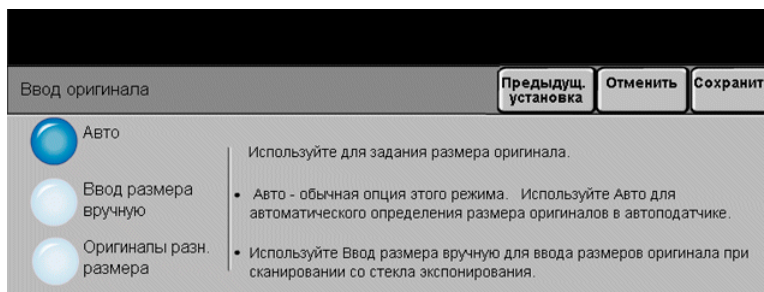 Ввод оригинала
Предыдущ.
установка
Отменить
Сохранит
Авто
Ввод размера
вручную
Оригиналы разн.
размера
Используйте для задания размера оригинала.
• Авто - обычная опция этого режима. Используйте Авто для
автоматического определения размера оригиналов в автоподатчике.
• Используйте Ввод размера вручную для ввода размеров оригинала при
сканировании со стекла экспонирования.